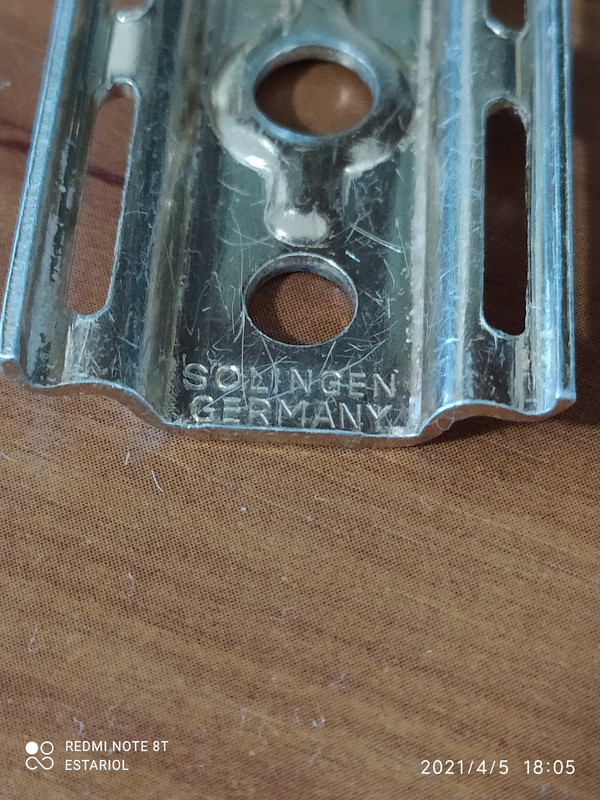 SOLINGEN
GERMANY
REDMI NOTE 8T
ESTARIOL
2021/4/5 18:05